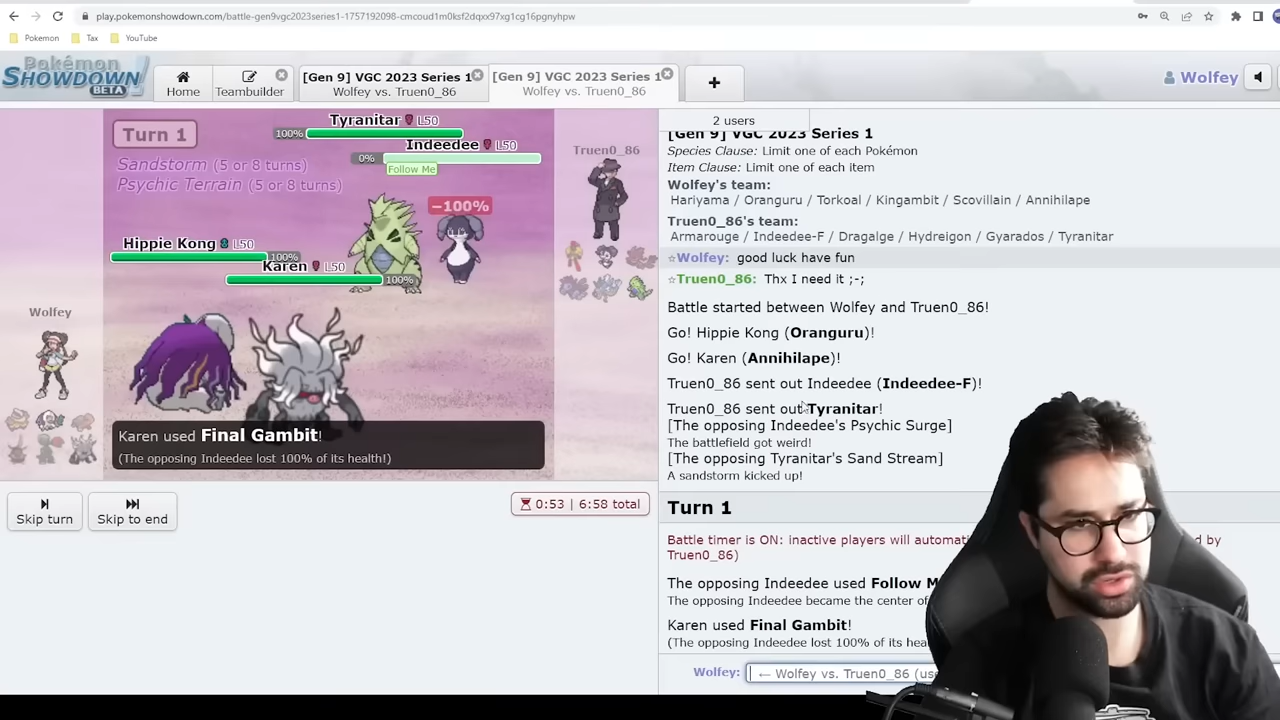 play.pokemonshowdown.com/battle-gen9vgc2023series1-1757192098-cmcoud1m0ksf2dqxx97xg1cg16pgnyhpw
Pokemon Tax YouTube
Pokémon
SHOWDOWN
BETA
Home
Teambuilder
[Gen 9] VGC 2023 Series 1
Wolfey vs. Truen0_86
[Gen 9] VGC 2023 Series 1
Wolfey vs. Truen0_86
+
Wolfey
Turn 1
Sandstorm (5 or 8 turns)
Psychic Terrain (5 or 8 turns)
Tyranitar L50
100%
Indeedee L50
0%
Follow Me
−100%
Truen0_86
Hippie Kong L50
100%
Karen L50
100%
Wolfey
Karen used Final Gambit!
(The opposing Indeedee lost 100% of its health!)
Skip turn
Skip to end
0:53 | 6:58 total
2 users
[Gen 9] VGC 2023 Series 1
Species Clause: Limit one of each Pokémon
Item Clause: Limit one of each item
Wolfey's team:
Hariyama / Oranguru / Torkoal / Kingambit / Scovillain / Annihilape
Truen0_86's team:
Armarouge / Indeedee-F / Dragalge / Hydreigon / Gyarados / Tyranitar
☆Wolfey: good luck have fun
☆Truen0_86: Thx I need it ;-;
Battle started between Wolfey and Truen0_86!
Go! Hippie Kong (Oranguru)!
Go! Karen (Annihilape)!
Truen0_86 sent out Indeedee (Indeedee-F)!
Truen0_86 sent out Tyranitar!
[The opposing Indeedee's Psychic Surge]
The battlefield got weird!
[The opposing Tyranitar's Sand Stream]
A sandstorm kicked up!
Turn 1
Battle timer is ON: inactive players will by
Truen0_86)
The opposing Indeedee used Follow
The opposing Indeedee became the center of
Karen used Final Gambit!
(The opposing Indeedee lost 100% of its
Wolfey: ← Wolfey vs. Truen0_86